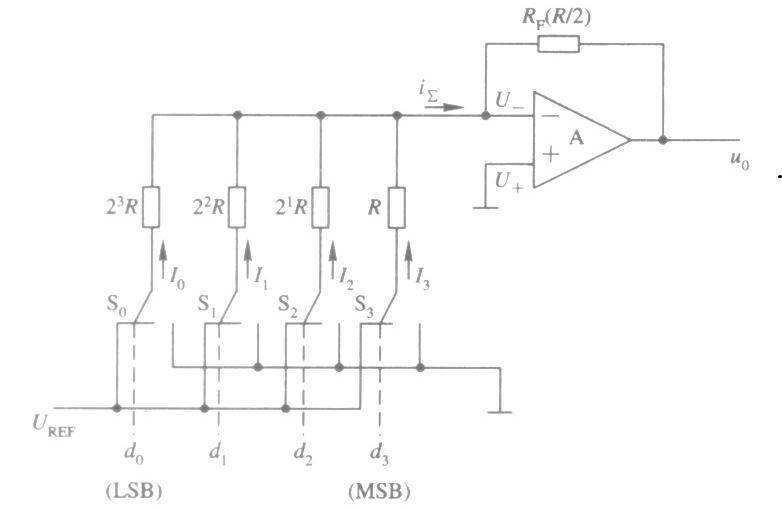 R_F(R/2)
i_Σ
U_−
−
A
+
U_+
u_0
2^3R 2^2R 2^1R R
I_0 I_1 I_2 I_3
S_0 S_1 S_2 S_3
U_REF
d_0 d_1 d_2 d_3
(LSB) (MSB)